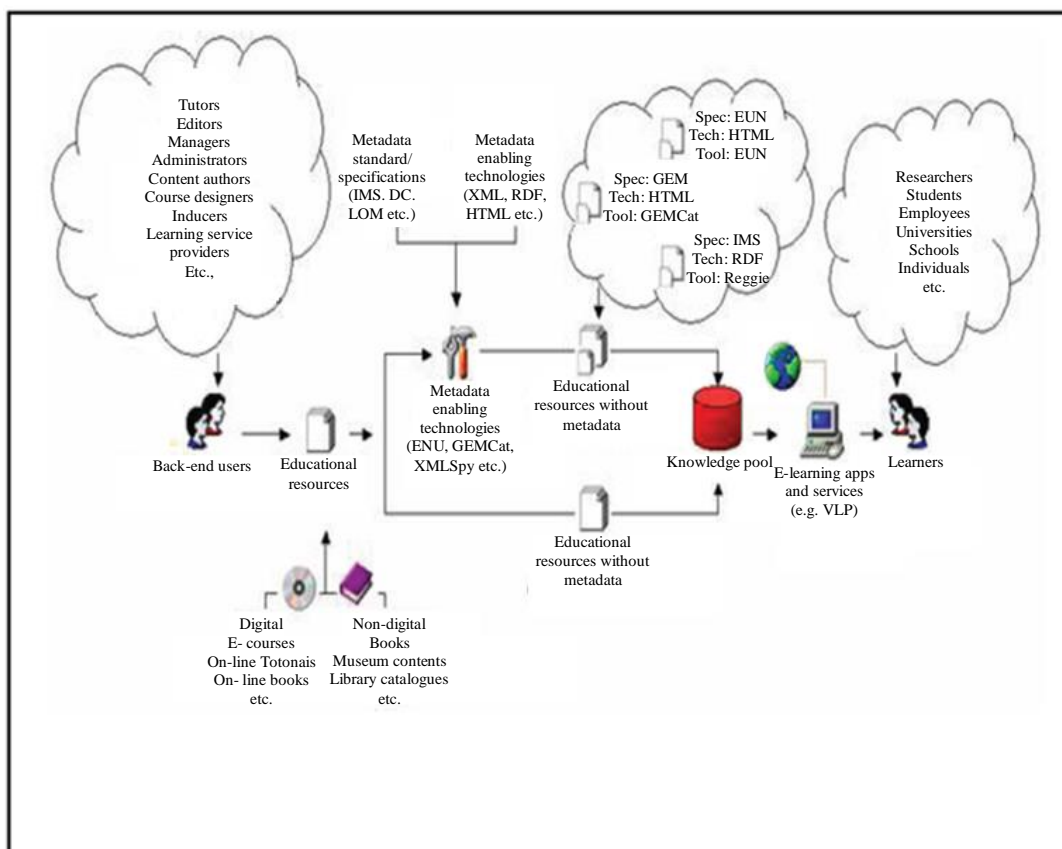 Tutors
Editors
Managers
Administrators
Content authors
Course designers
Inducers
Learning service
providers
Etc.,
Metadata
standard/
specifications
(IMS. DC.
LOM etc.)
Metadata
enabling
technologies
(XML, RDF,
HTML etc.)
Spec: EUN
Tech: HTML
Tool: EUN
Spec: GEM
Tech: HTML
Tool: GEMCat
Spec: IMS
Tech: RDF
Tool: Reggie
Researchers
Students
Employees
Universities
Schools
Individuals
etc.
Back-end users
Educational
resources
Metadata
enabling
technologies
(ENU, GEMCat,
XMLSpy etc.)
Educational
resources without
metadata
Knowledge pool
E-learning apps
and services
(e.g. VLP)
Learners
Educational
resources without
metadata
Digital
E- courses
On-line Totonais
On- line books
etc.
Non-digital
Books
Museum contents
Library catalogues
etc.